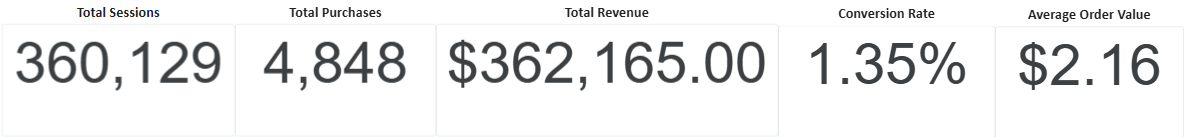 Total Sessions
360,129
Total Purchases
4,848
Total Revenue
$362,165.00
Conversion Rate
1.35%
Average Order Value
$2.16